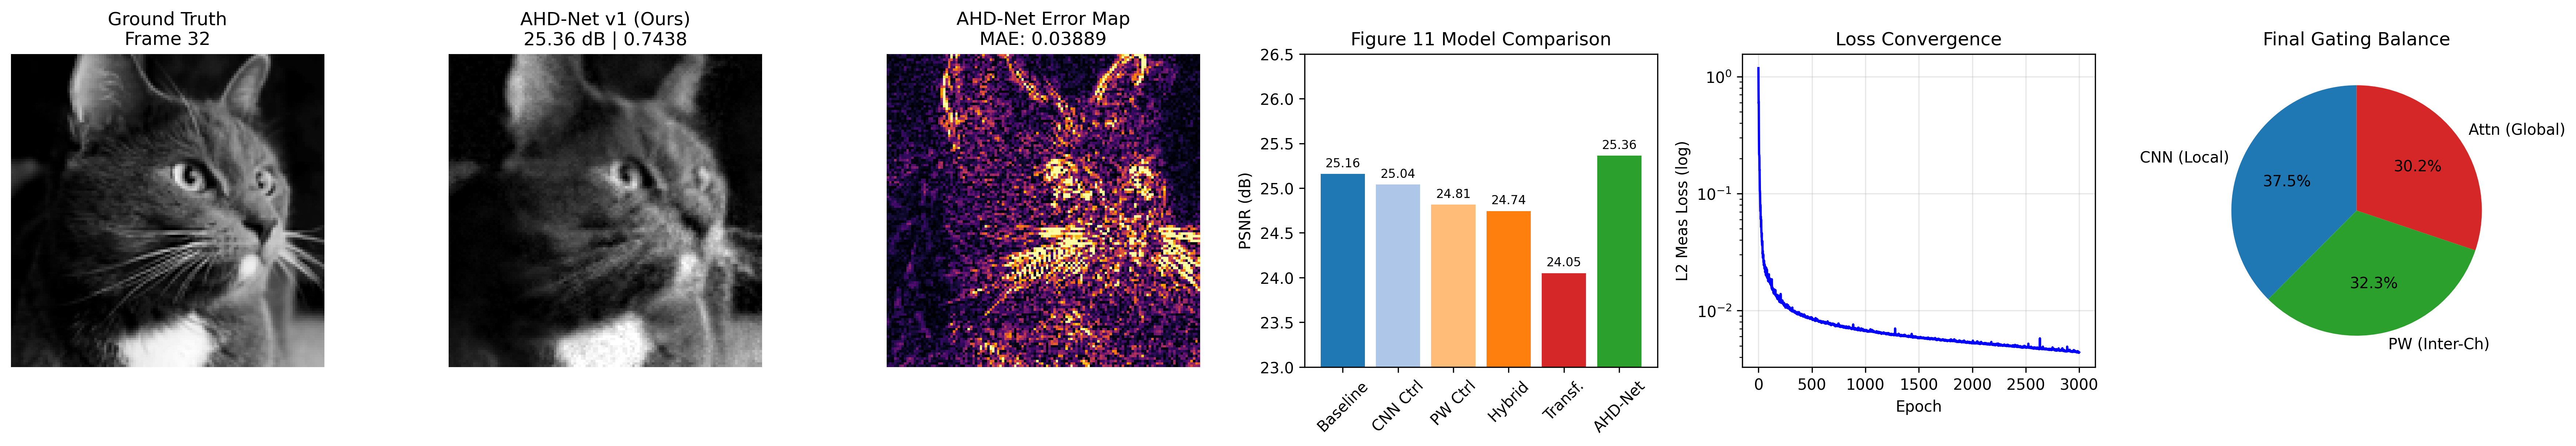 Ground Truth
Frame 32
AHD-Net v1 (Ours)
25.36 dB | 0.7438
AHD-Net Error Map
MAE: 0.03889
Figure 11 Model Comparison
PSNR (dB)
26.5
26.0
25.5
25.0
24.5
24.0
23.5
23.0
25.16
25.04
24.81
24.74
24.05
25.36
Baseline
CNN Ctrl
PW Ctrl
Hybrid
Transf.
AHD-Net
Loss Convergence
L2 Meas Loss (log)
10⁰
10⁻¹
10⁻²
0
500
1000
1500
2000
2500
3000
Epoch
Final Gating Balance
CNN (Local)
37.5%
Attn (Global)
30.2%
32.3%
PW (Inter-Ch)